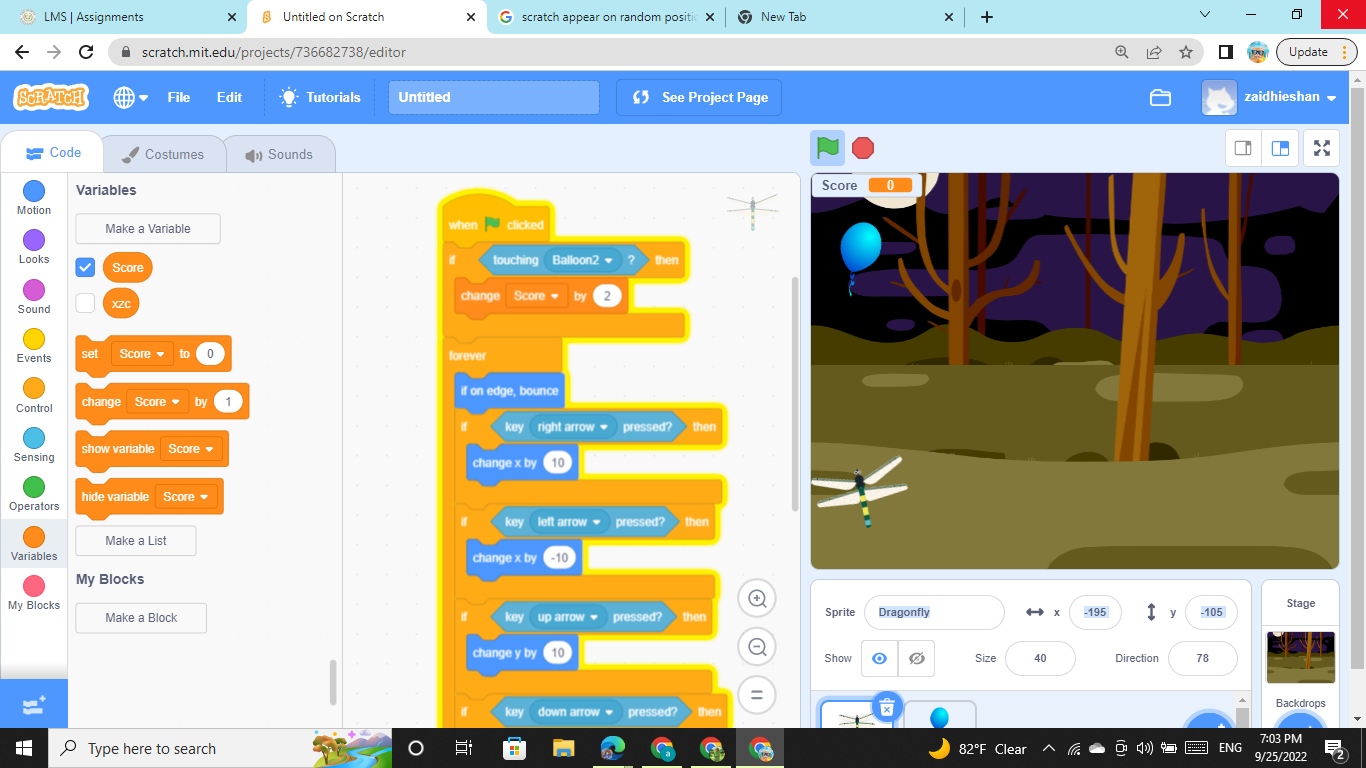 LMS | Assignments
Untitled on Scratch
scratch appear on random positi
New Tab
scratch.mit.edu/projects/736682738/editor
Update
SCRATCH
File
Edit
Tutorials
Untitled
See Project Page
zaidhieshan
Code
Costumes
Sounds
Motion
Looks
Sound
Events
Control
Sensing
Operators
Variables
My Blocks
Variables
Make a Variable
Score
xzc
set Score to 0
change Score by 1
show variable Score
hide variable Score
Make a List
My Blocks
Make a Block
when clicked
if touching Balloon2 ? then
change Score by 2
forever
if on edge, bounce
if key right arrow pressed? then
change x by 10
if key left arrow pressed? then
change x by -10
if key up arrow pressed? then
change y by 10
if key down arrow pressed? then
Score 0
Sprite Dragonfly x -195 y -105
Show Size 40 Direction 78
Stage
Backdrops
Type here to search
82°F Clear
ENG
7:03 PM
9/25/2022
2